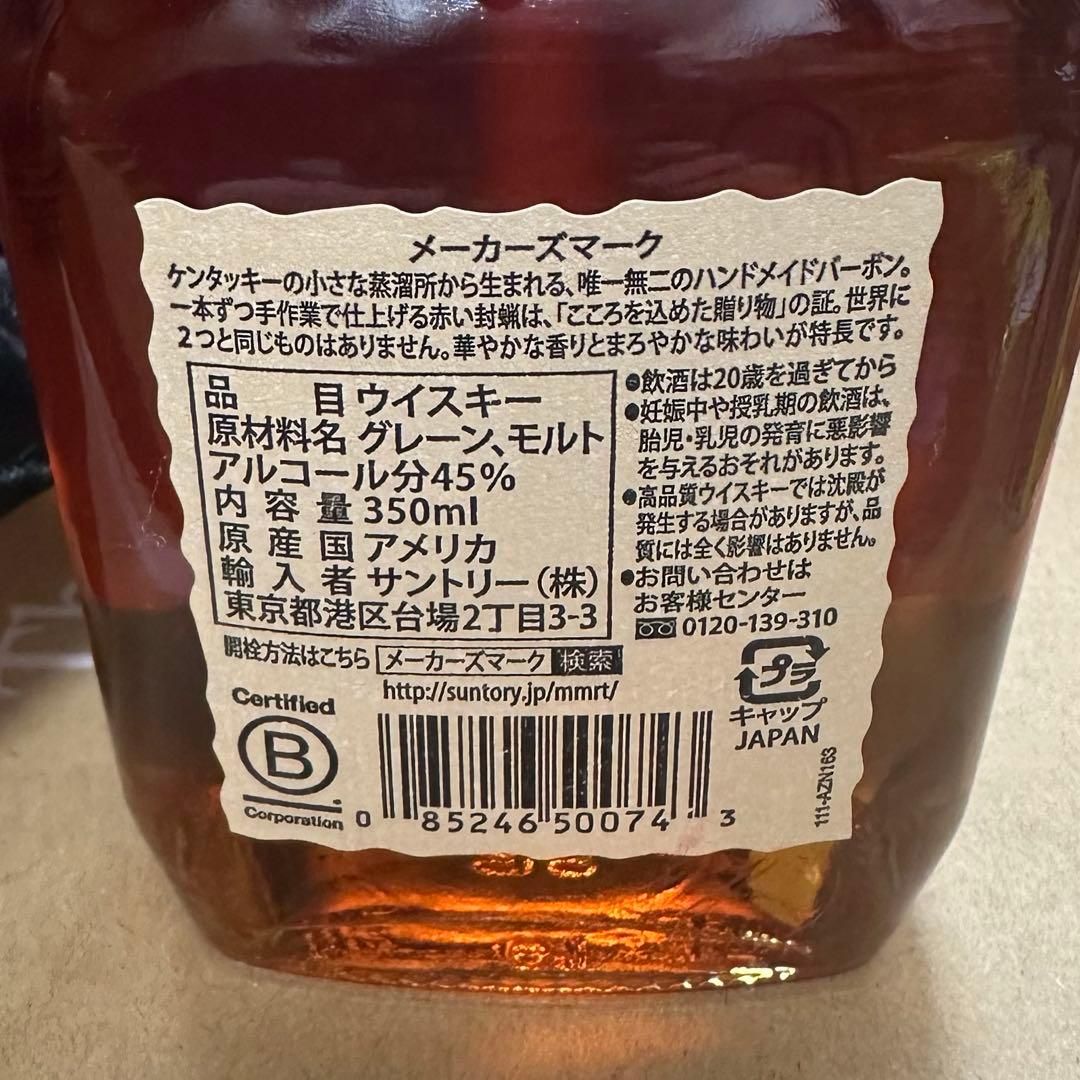 メーカーズマーク
ケンタッキーの小さな蒸溜所から生まれる、唯一無二のハンドメイドバーボン。
一本ずつ手作業で仕上げる赤い封蝋は、「こころを込めた贈り物」の証。世界に
2つと同じものはありません。華やかな香りとまろやかな味わいが特長です。
品目 ウイスキー
原材料名 グレーン、モルト
アルコール分45%
内容量 350ml
原産国 アメリカ
輸入者 サントリー(株)
東京都港区台場2丁目3-3
●飲酒は20歳を過ぎてから
●妊娠中や授乳期の飲酒は、
胎児・乳児の発育に悪影響
を与えるおそれがあります。
●高品質ウイスキーでは沈殿が
発生する場合がありますが、品
質には全く影響はありません。
●お問い合わせは
お客様センター
0120-139-310
開栓方法はこちら メーカーズマーク 検索
http://suntory.jp/mmrt/
Certified
B
Corporation
0 85246 50074 3
プラ
キャップ
JAPAN
111-AZN163